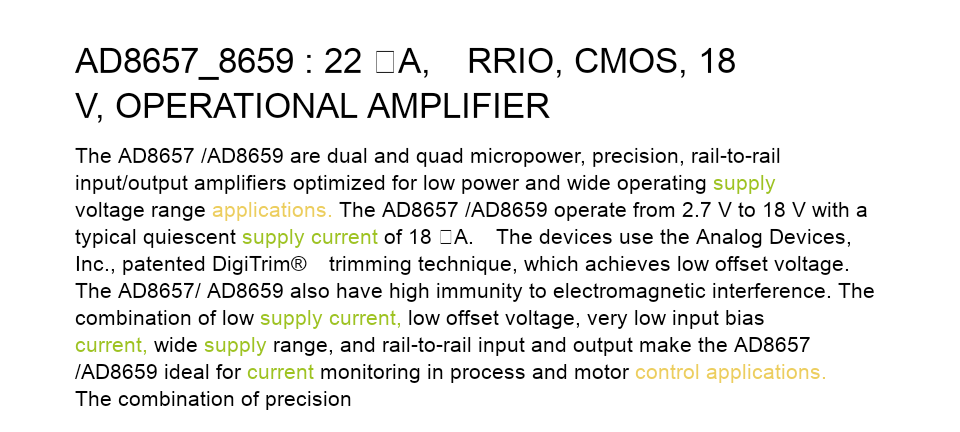 AD8657_8659 : 22 □A, RRIO, CMOS, 18
V, OPERATIONAL AMPLIFIER
The AD8657 /AD8659 are dual and quad micropower, precision, rail-to-rail
input/output amplifiers optimized for low power and wide operating supply
voltage range applications. The AD8657 /AD8659 operate from 2.7 V to 18 V with a
typical quiescent supply current of 18 □A. The devices use the Analog Devices,
Inc., patented DigiTrim® trimming technique, which achieves low offset voltage.
The AD8657/ AD8659 also have high immunity to electromagnetic interference. The
combination of low supply current, low offset voltage, very low input bias
current, wide supply range, and rail-to-rail input and output make the AD8657
/AD8659 ideal for current monitoring in process and motor control applications.
The combination of precision